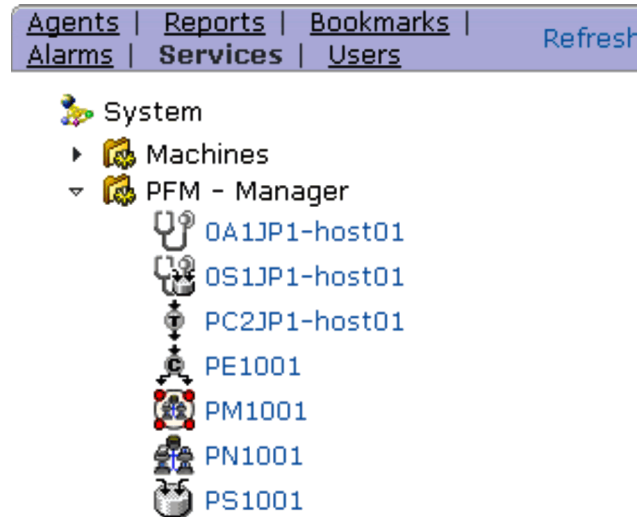 Agents | Reports | Bookmarks |
Refresh
Alarms | Services | Users
System
Machines
PFM - Manager
0A1JP1-host01
0S1JP1-host01
T PC2JP1-host01
C PE1001
PM1001
PN1001
PS1001